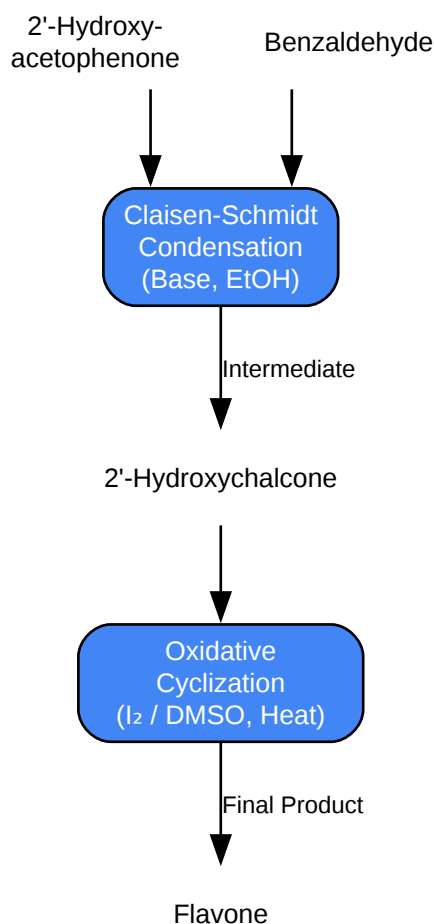 2'-Hydroxy-
acetophenone
Benzaldehyde
Claisen-Schmidt
Condensation
(Base, EtOH)
Intermediate
2'-Hydroxychalcone
Oxidative
Cyclization
(I₂ / DMSO, Heat)
Final Product
Flavone